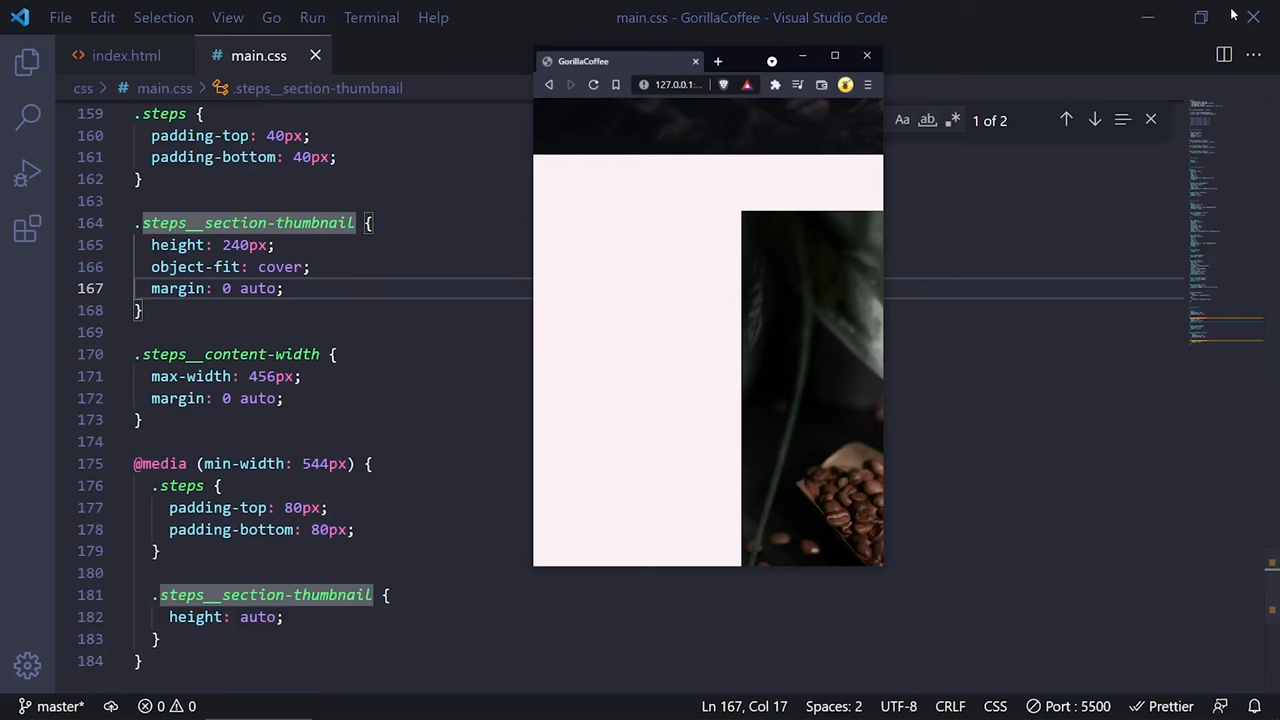 File Edit Selection View Go Run Terminal Help main.css - GorillaCoffee - Visual Studio Code
index.html main.css
css > main.css > steps__section-thumbnail
GorillaCoffee
127.0.0.1:...
Aa ab 1 of 2
159 .steps {
160 padding-top: 40px;
161 padding-bottom: 40px;
162 }
163
164 .steps__section-thumbnail {
165 height: 240px;
166 object-fit: cover;
167 margin: 0 auto;
168 }
169
170 .steps__content-width {
171 max-width: 456px;
172 margin: 0 auto;
173 }
174
175 @media (min-width: 544px) {
176 .steps {
177 padding-top: 80px;
178 padding-bottom: 80px;
179 }
180
181 .steps__section-thumbnail {
182 height: auto;
183 }
184 }
master* 0 0 Ln 167, Col 17 Spaces: 2 UTF-8 CRLF CSS Port : 5500 Prettier